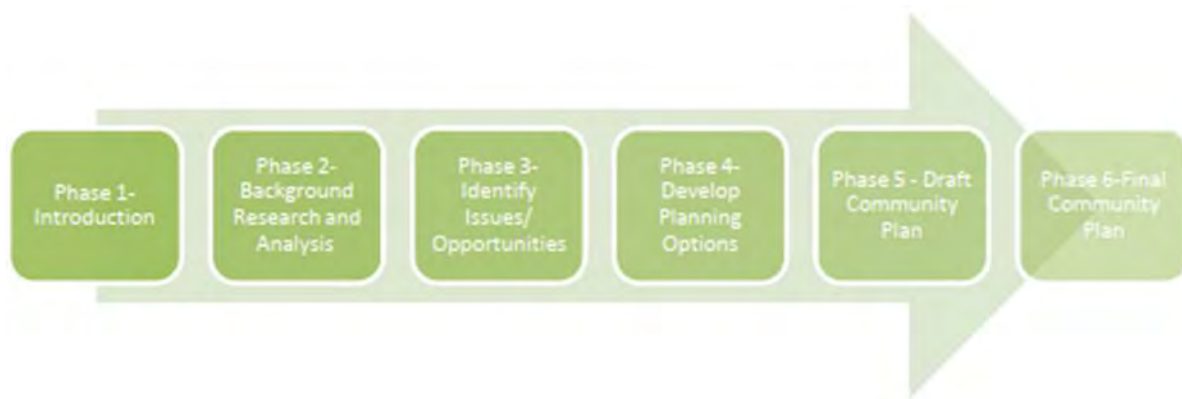 Phase 1-
Introduction
Phase 2-
Background
Research and
Analysis
Phase 3-
Identify
Issues/
Opportunities
Phase 4-
Develop
Planning
Options
Phase 5 - Draft
Community
Plan
Phase 6-Final
Community
Plan